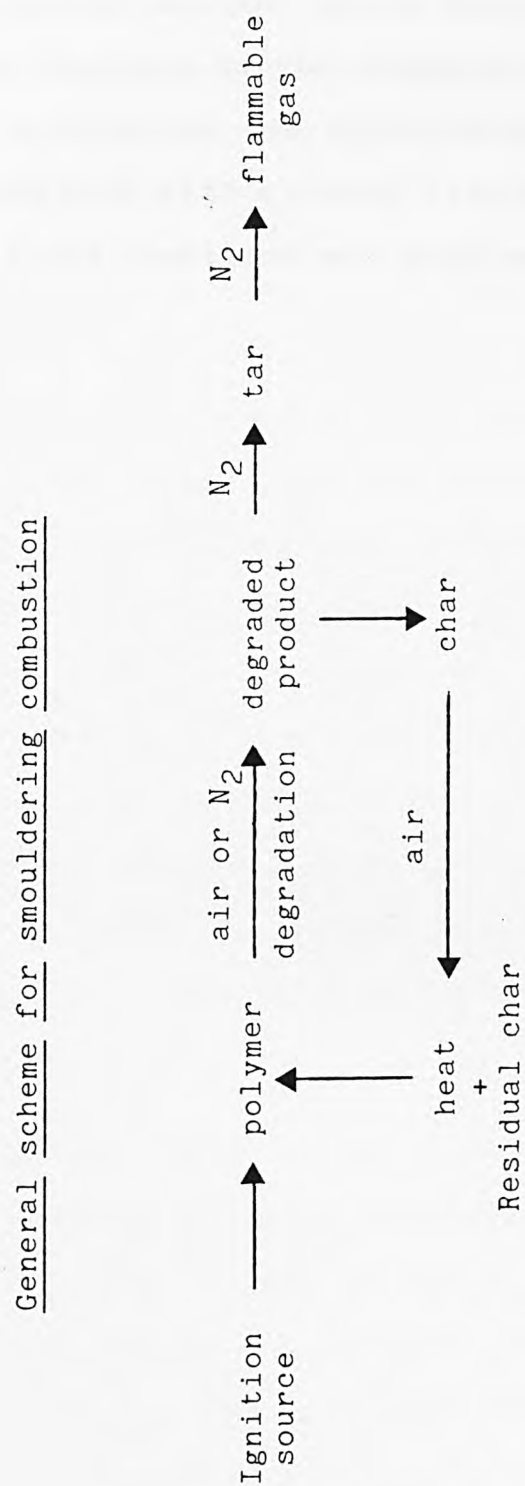 General scheme for smouldering combustion
Ignition
source
polymer
air or N2
degradation
degraded
product
N2
tar
N2
flammable
gas
heat
+
Residual char
air
char